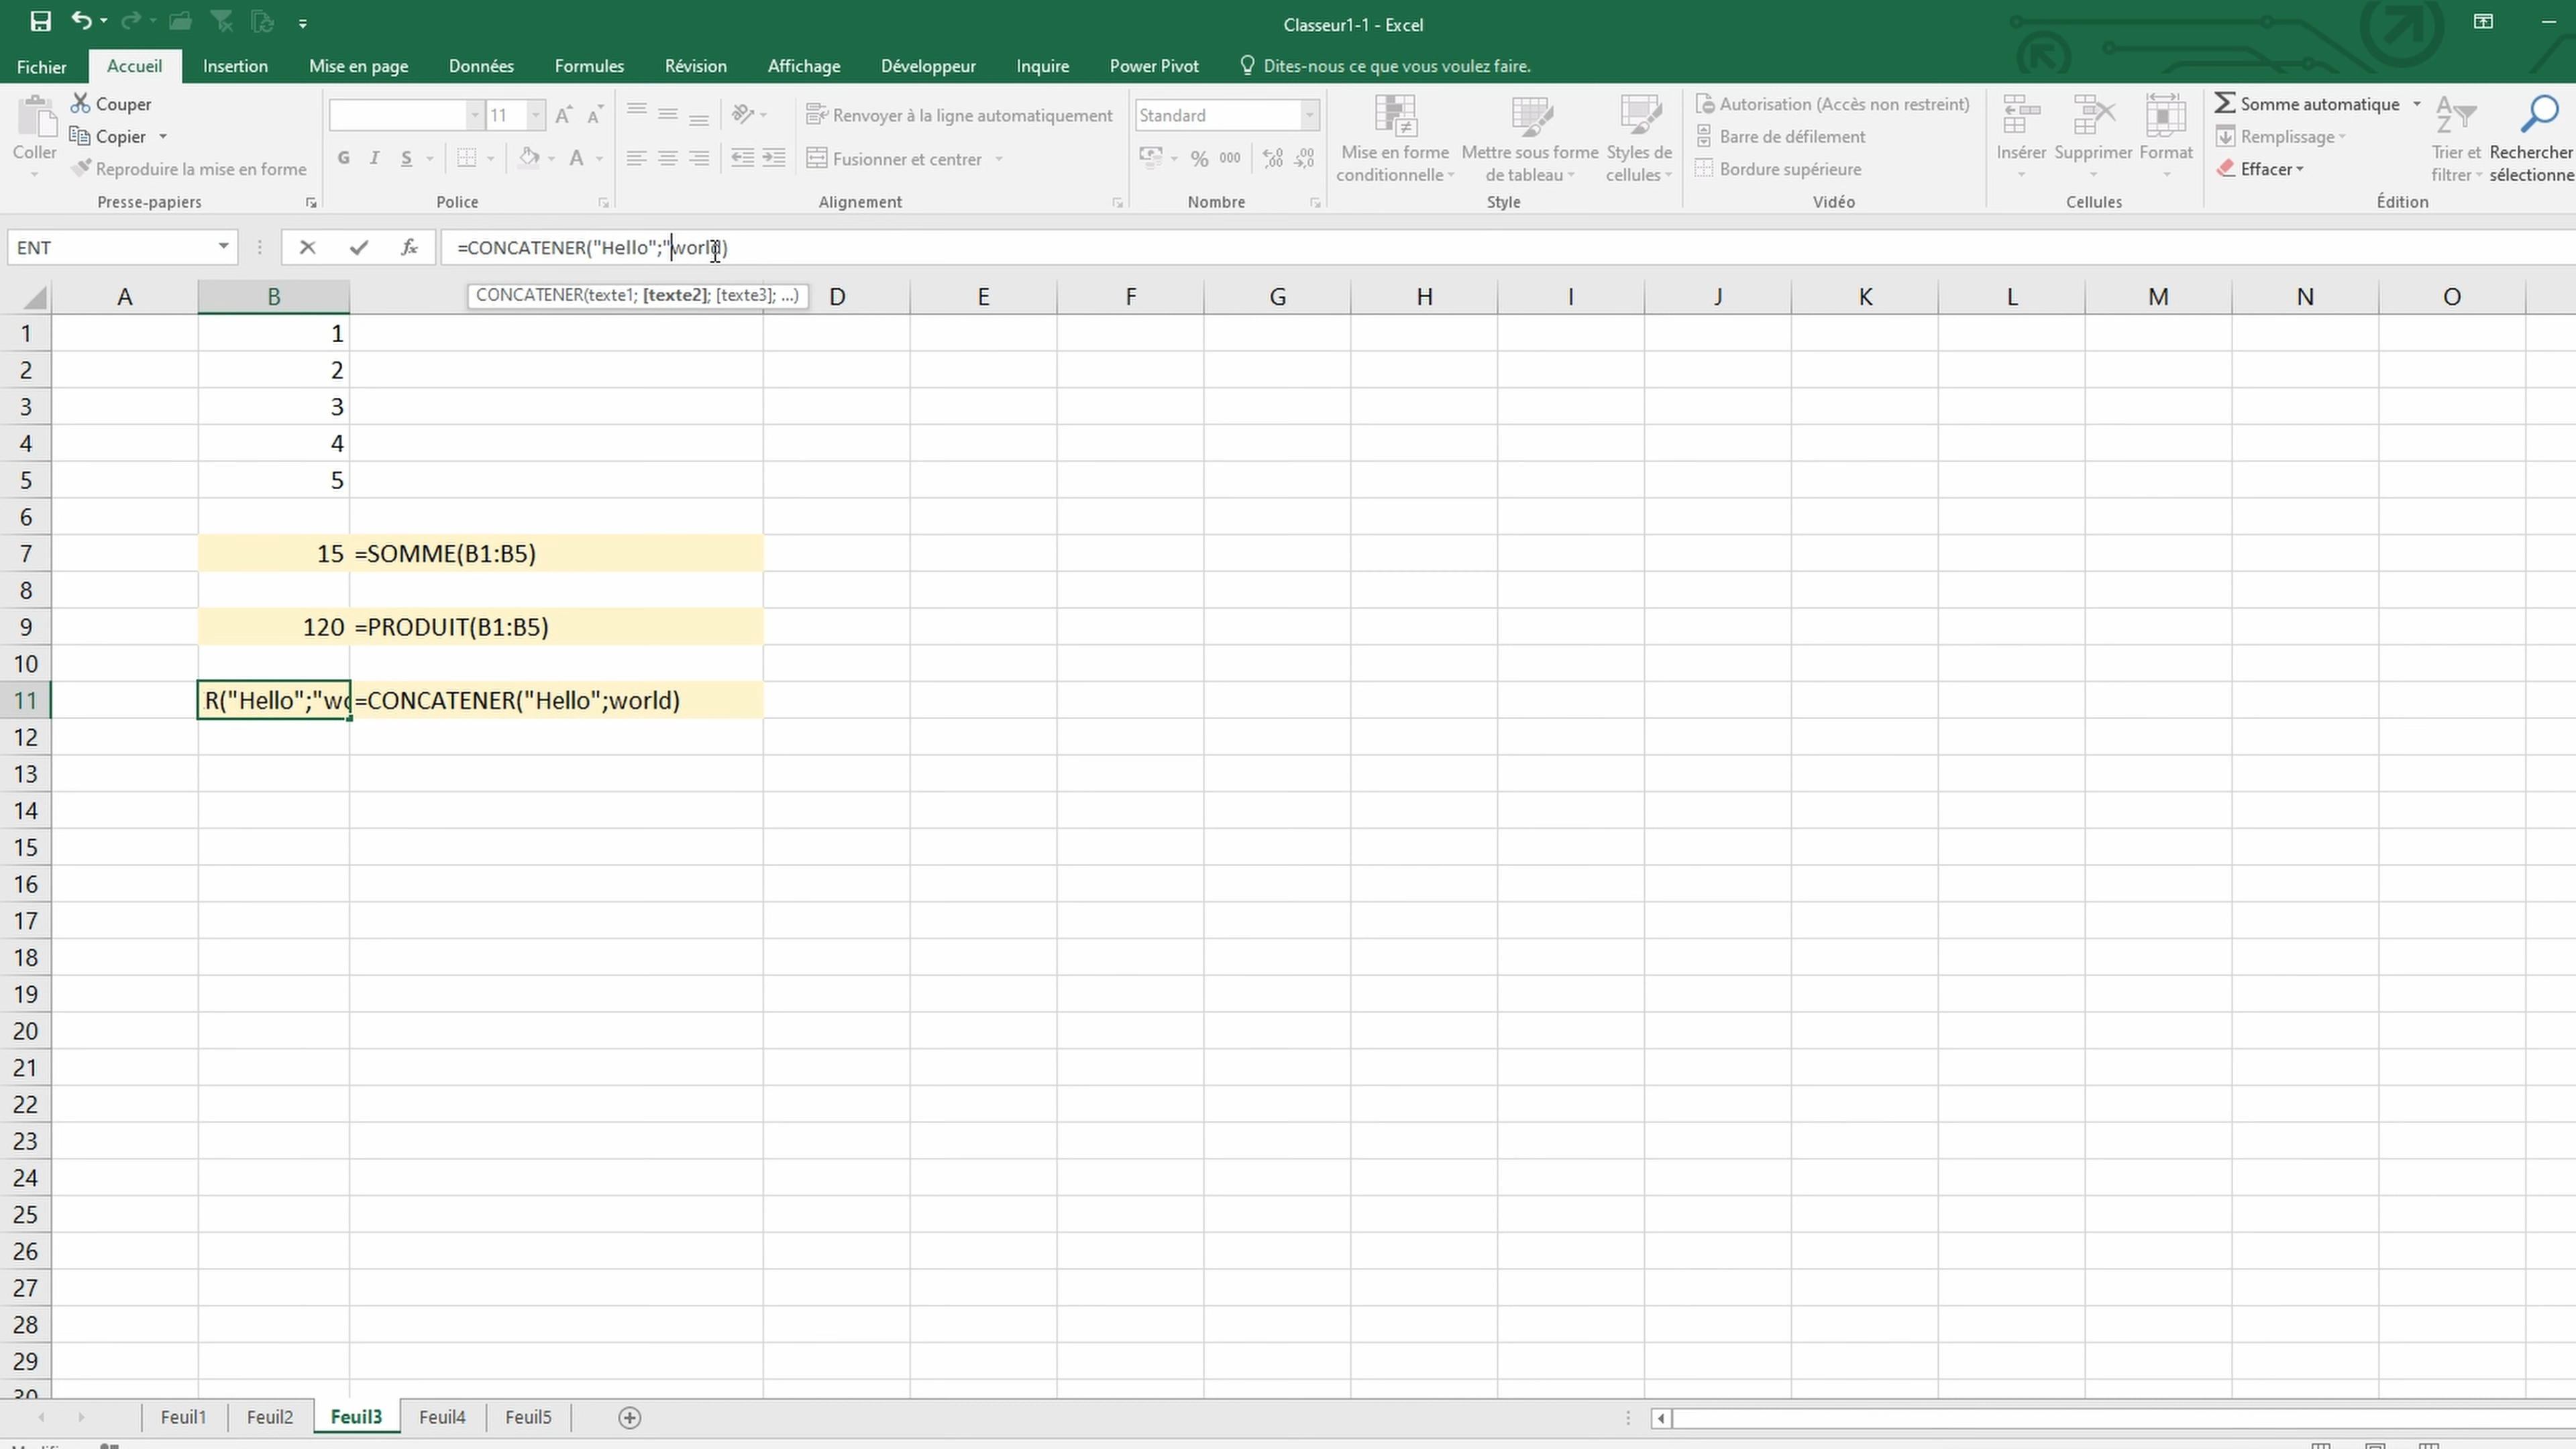 Classeur1-1 - Excel
Fichier Accueil Insertion Mise en page Données Formules Révision Affichage Développeur Inquire Power Pivot Dites-nous ce que vous voulez faire.
Coller
Couper
Copier
Reproduire la mise en forme
Presse-papiers
11
G I S
Police
Renvoyer à la ligne automatiquement
Fusionner et centrer
Alignement
Standard
% 000
Nombre
Mise en forme conditionnelle
Mettre sous forme de tableau
Styles de cellules
Style
Autorisation (Accès non restreint)
Barre de défilement
Bordure supérieure
Vidéo
Insérer Supprimer Format
Cellules
Somme automatique
Remplissage
Effacer
Trier et filtrer
Rechercher
sélectionne
Édition
ENT
fx
=CONCATENER("Hello";"world)
CONCATENER(texte1; [texte2]; [texte3]; ...)
A B D E F G H I J K L M N O
1 1
2 2
3 3
4 4
5 5
6
7 15 =SOMME(B1:B5)
8
9 120 =PRODUIT(B1:B5)
10
11 R("Hello";"wo =CONCATENER("Hello";world)
12
13
14
15
16
17
18
19
20
21
22
23
24
25
26
27
28
29
30
Feuil1 Feuil2 Feuil3 Feuil4 Feuil5